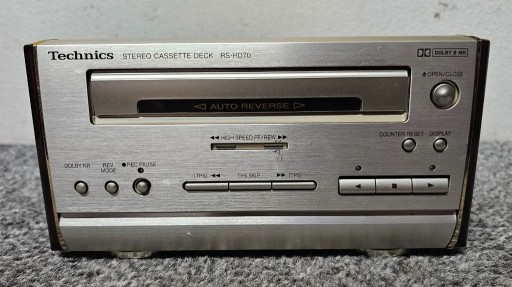 Technics STEREO CASSETTE DECK RS-HD70
DOLBY B NR
▲ OPEN/CLOSE
◁ AUTO REVERSE ▷
◀◀ HIGH SPEED FF/REW ▶▶
COUNTER RESET DISPLAY
DOLBY NR REV MODE ● REC PAUSE
(TPS) ◀◀ TPS SKIP ▶▶ (TPS)